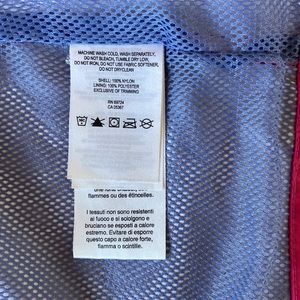 MACHINE WASH COLD, WASH SEPARATELY,
DO NOT BLEACH, TUMBLE DRY LOW,
DO NOT IRON, DO NOT USE FABRIC SOFTENER,
DO NOT DRYCLEAN
SHELL: 100% NYLON
LINING: 100% POLYESTER
EXCLUSIVE OF TRIMMING
RN 69724
CA 05367
flammes ou des étincelles.
I tessuti non sono resistenti
al fuoco e si sciolgono e
bruciano se esposti a calore
estremo. Evitare di esporre
questo capo a calore forte,
fiamma o scintille.